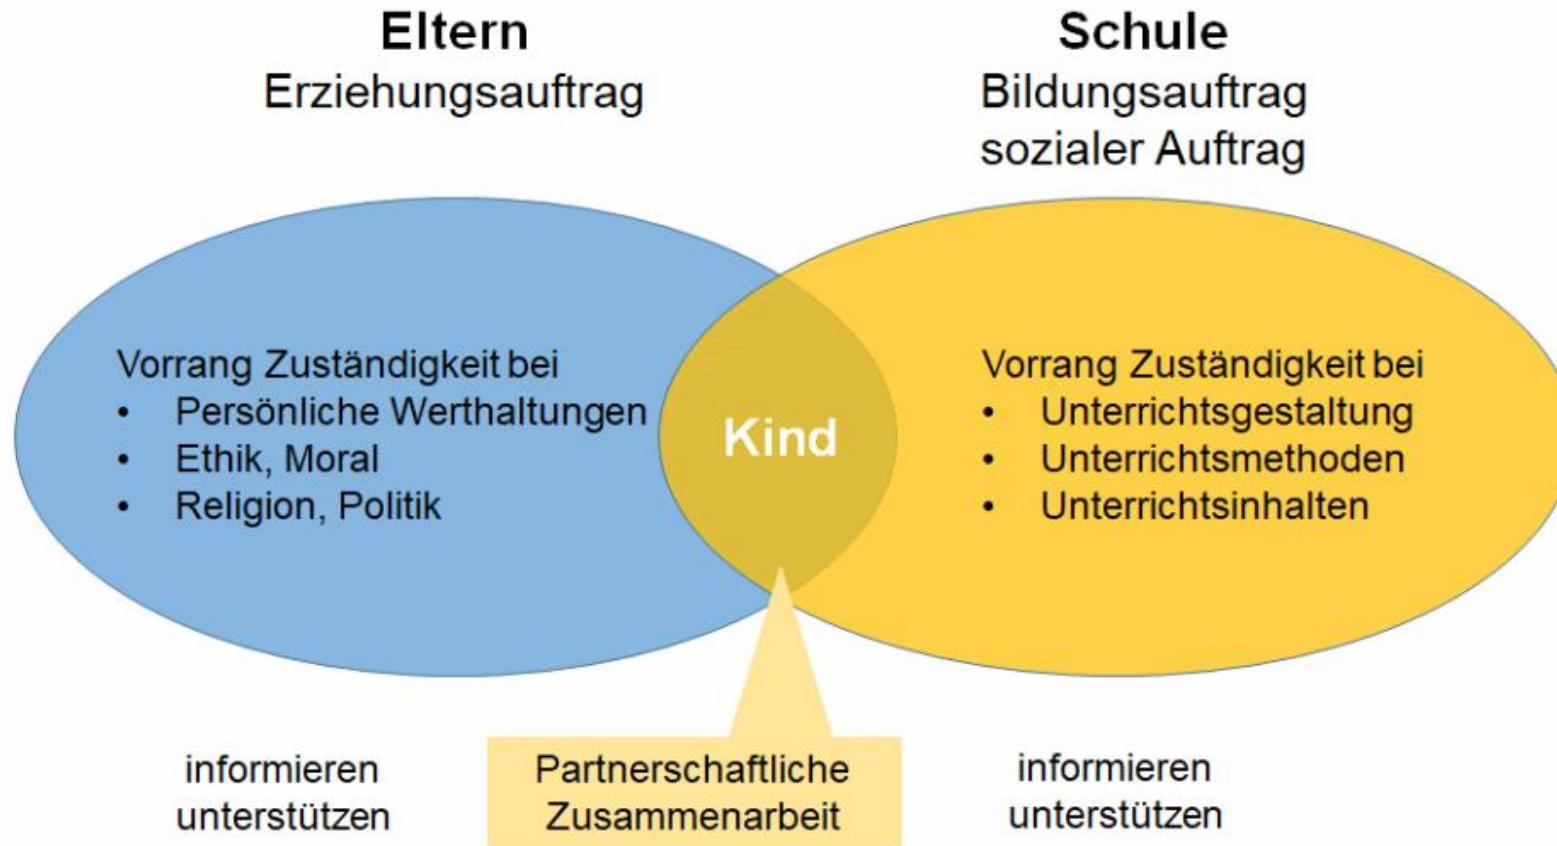 Eltern
Erziehungsauftrag
Schule
Bildungsauftrag
sozialer Auftrag
Vorrang Zuständigkeit bei
• Persönliche Werthaltungen
• Ethik, Moral
• Religion, Politik
Kind
Vorrang Zuständigkeit bei
• Unterrichtsgestaltung
• Unterrichtsmethoden
• Unterrichtsinhalten
informieren
unterstützen
Partnerschaftliche
Zusammenarbeit
informieren
unterstützen